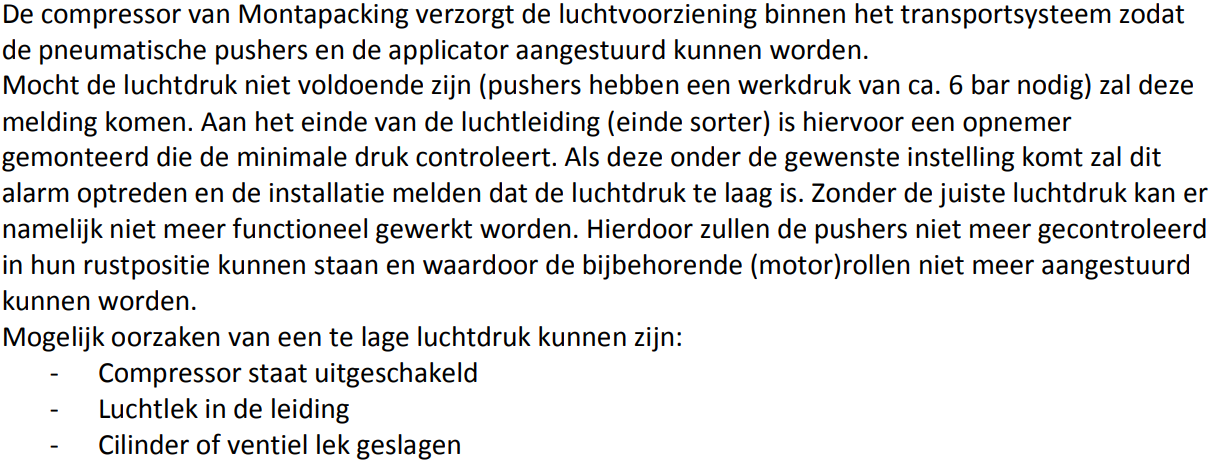 De compressor van Montapacking verzorgt de luchtvoorziening binnen het transportsysteem zodat
de pneumatische pushers en de applicator aangestuurd kunnen worden.
Mocht de luchtdruk niet voldoende zijn (pushers hebben een werkdruk van ca. 6 bar nodig) zal deze
melding komen. Aan het einde van de luchtleiding (einde sorter) is hiervoor een opnemer
gemonteerd die de minimale druk controleert. Als deze onder de gewenste instelling komt zal dit
alarm optreden en de installatie melden dat de luchtdruk te laag is. Zonder de juiste luchtdruk kan er
namelijk niet meer functioneel gewerkt worden. Hierdoor zullen de pushers niet meer gecontroleerd
in hun rustpositie kunnen staan en waardoor de bijbehorende (motor)rollen niet meer aangestuurd
kunnen worden.
Mogelijk oorzaken van een te lage luchtdruk kunnen zijn:
- Compressor staat uitgeschakeld
- Luchtlek in de leiding
- Cilinder of ventiel lek geslagen